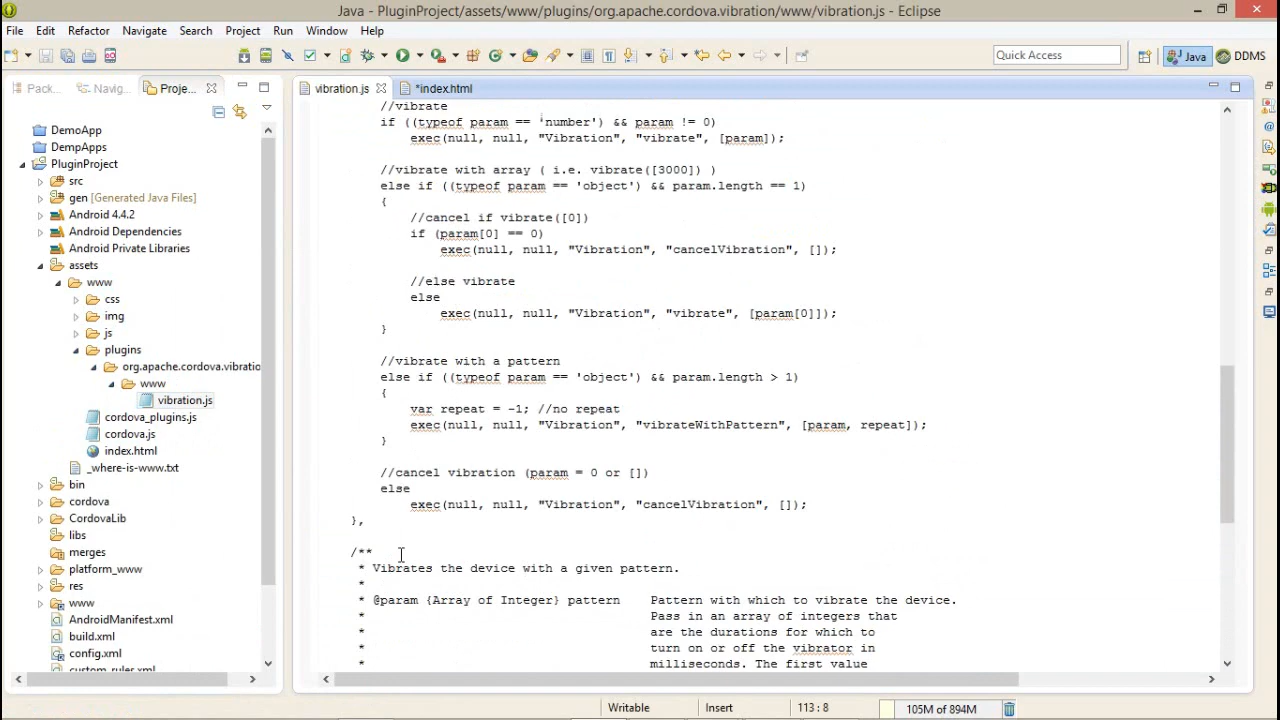 Java - PluginProject/assets/www/plugins/org.apache.cordova.vibration/www/vibration.js - Eclipse
File Edit Refactor Navigate Search Project Run Window Help
Quick Access
Java
DDMS
Pack...
Navig...
Proje...
vibration.js
*index.html
DemoApp
DempApps
PluginProject
src
gen [Generated Java Files]
Android 4.4.2
Android Dependencies
Android Private Libraries
assets
www
css
img
js
plugins
org.apache.cordova.vibratio
www
vibration.js
cordova_plugins.js
cordova.js
index.html
_where-is-www.txt
bin
cordova
CordovaLib
libs
merges
platform_www
res
www
AndroidManifest.xml
build.xml
config.xml
custom_rules.xml
//vibrate
if ((typeof param == 'number') && param != 0)
exec(null, null, "Vibration", "vibrate", [param]);
//vibrate with array ( i.e. vibrate([3000]) )
else if ((typeof param == 'object') && param.length == 1)
{
//cancel if vibrate([0])
if (param[0] == 0)
exec(null, null, "Vibration", "cancelVibration", []);
//else vibrate
else
exec(null, null, "Vibration", "vibrate", [param[0]]);
}
//vibrate with a pattern
else if ((typeof param == 'object') && param.length > 1)
{
var repeat = -1; //no repeat
exec(null, null, "Vibration", "vibrateWithPattern", [param, repeat]);
}
//cancel vibration (param = 0 or [])
else
exec(null, null, "Vibration", "cancelVibration", []);
},
/**
* Vibrates the device with a given pattern.
*
* @param {Array of Integer} pattern Pattern with which to vibrate the device.
* Pass in an array of integers that
* are the durations for which to
* turn on or off the vibrator in
* milliseconds. The first value
Writable
Insert
113 : 8
105M of 894M